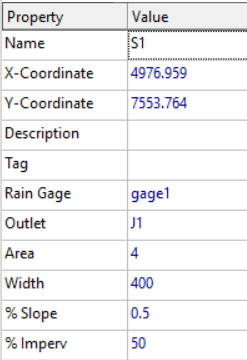 Property Value
Name S1
X-Coordinate 4976.959
Y-Coordinate 7553.764
Description
Tag
Rain Gage gage1
Outlet J1
Area 4
Width 400
% Slope 0.5
% Imperv 50